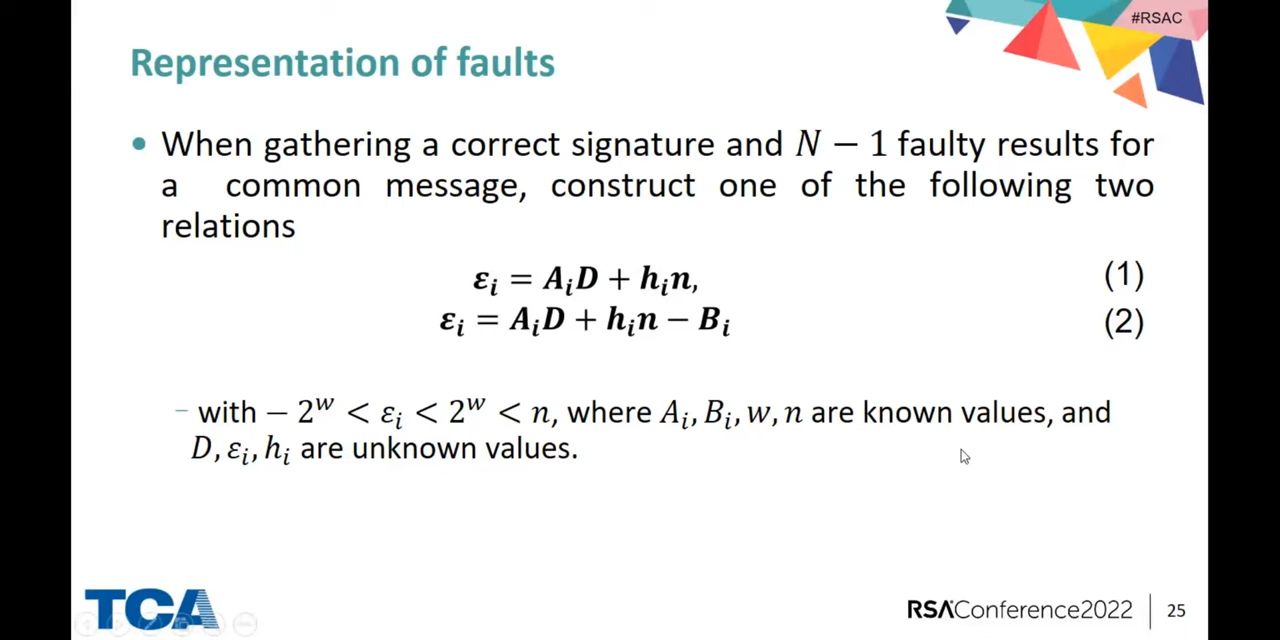 #RSAC
Representation of faults
• When gathering a correct signature and N − 1 faulty results for
a common message, construct one of the following two
relations
εᵢ = AᵢD + hᵢn, (1)
εᵢ = AᵢD + hᵢn − Bᵢ (2)
− with − 2ʷ < εᵢ < 2ʷ < n, where Aᵢ, Bᵢ, w, n are known values, and
D, εᵢ, hᵢ are unknown values.
TCA
RSAConference2022
25